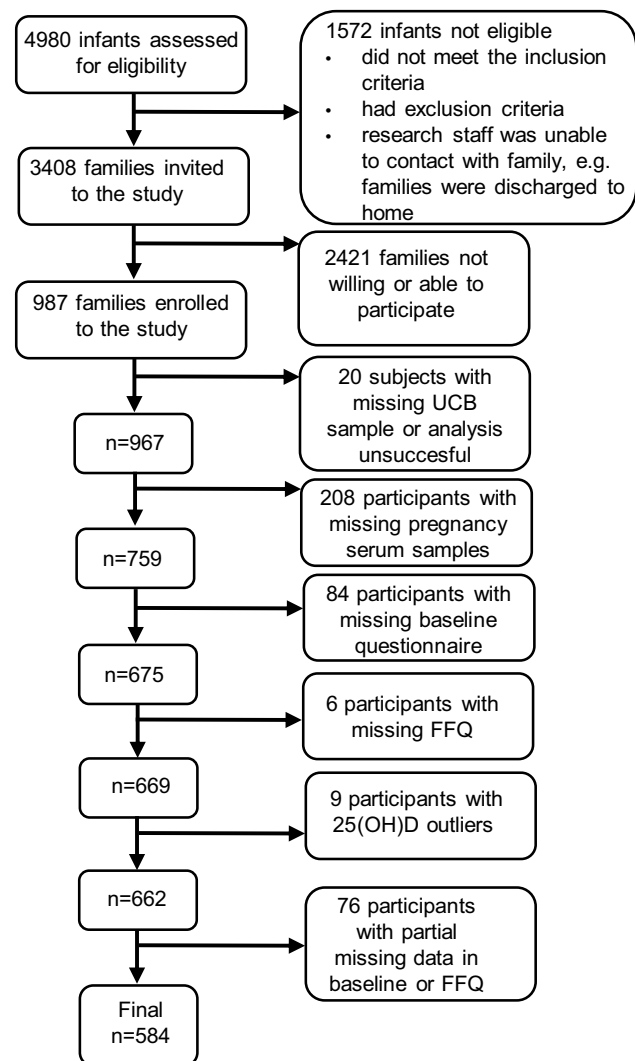 4980 infants assessed
for eligibility
1572 infants not eligible
• did not meet the inclusion
criteria
• had exclusion criteria
• research staff was unable
to contact with family, e.g.
families were discharged to
home
3408 families invited
to the study
2421 families not
willing or able to
participate
987 families enrolled
to the study
20 subjects with
missing UCB
sample or analysis
unsuccesful
n=967
208 participants with
missing pregnancy
serum samples
n=759
84 participants with
missing baseline
questionnaire
n=675
6 participants with
missing FFQ
n=669
9 participants with
25(OH)D outliers
n=662
76 participants
with partial
missing data in
baseline or FFQ
Final
n=584